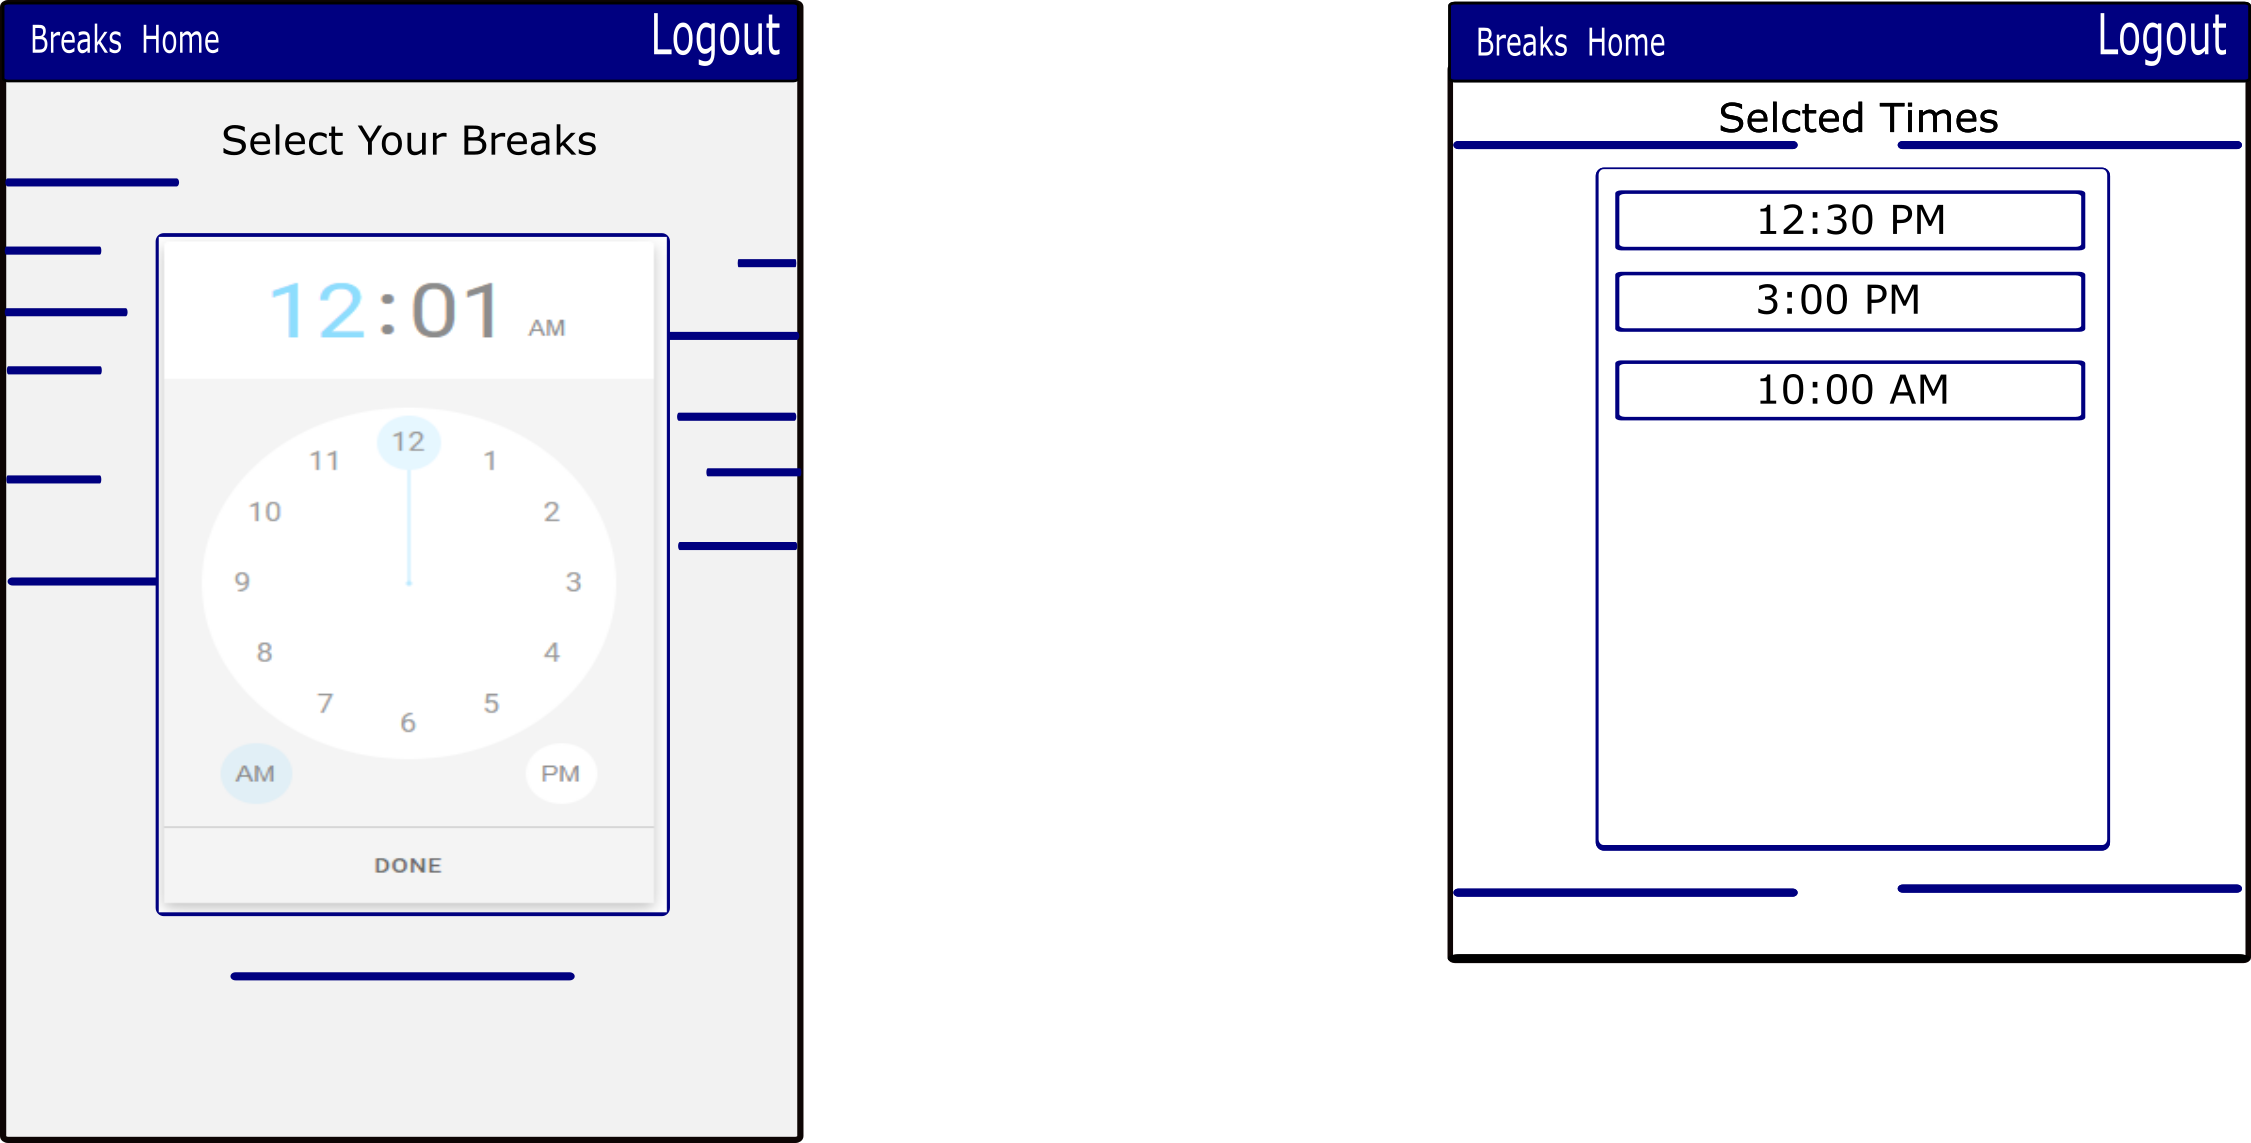 Breaks Home Logout
Select Your Breaks
12:01 AM
12
11 1
10 2
9 3
8 4
7 5
6
AM PM
DONE
Breaks Home Logout
Selcted Times
12:30 PM
3:00 PM
10:00 AM